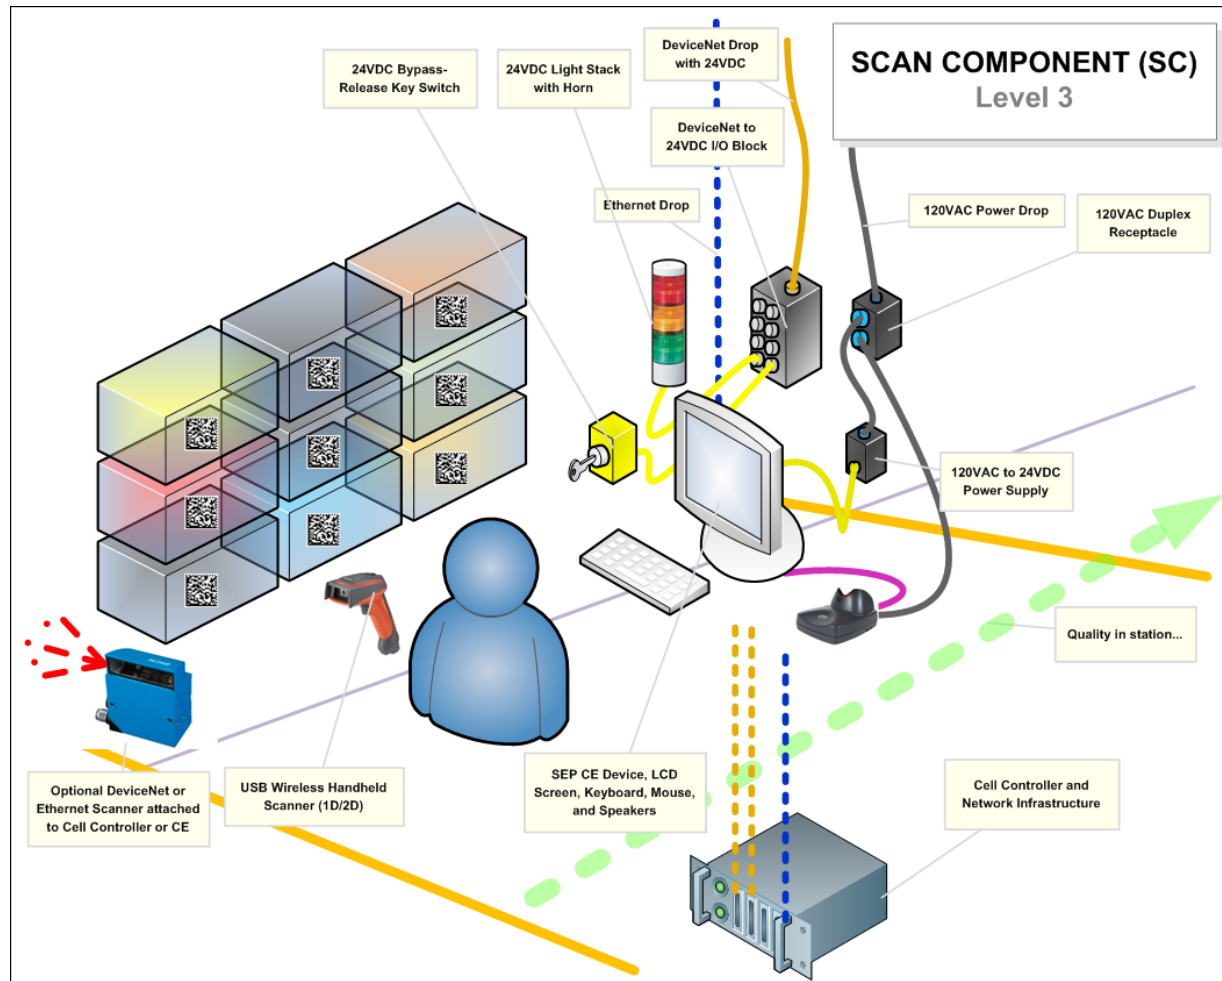 SCAN COMPONENT (SC)
Level 3
24VDC Bypass-
Release Key Switch
24VDC Light Stack
with Horn
DeviceNet Drop
with 24VDC
DeviceNet to
24VDC I/O Block
Ethernet Drop
120VAC Power Drop
120VAC Duplex
Receptacle
120VAC to 24VDC
Power Supply
Quality in station...
Optional DeviceNet or
Ethernet Scanner attached
to Cell Controller or CE
USB Wireless Handheld
Scanner (1D/2D)
SEP CE Device, LCD
Screen, Keyboard, Mouse,
and Speakers
Cell Controller and
Network Infrastructure